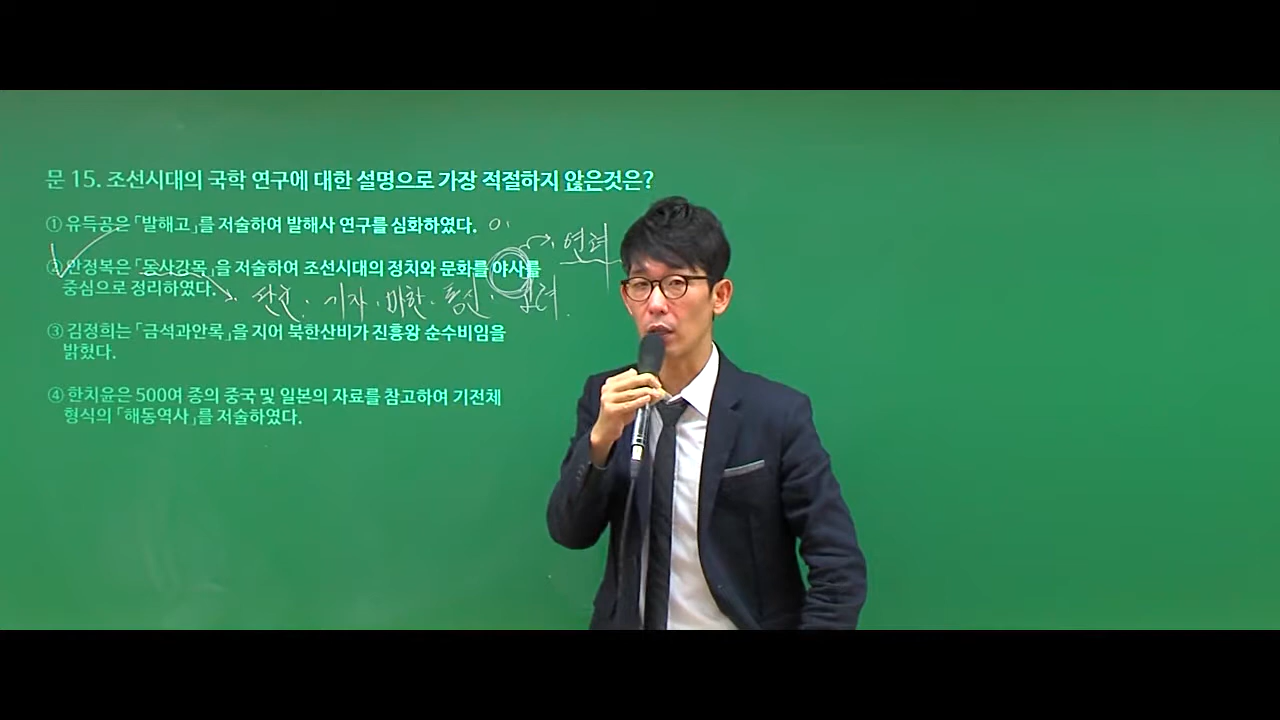 문 15. 조선시대의 국학 연구에 대한 설명으로 가장 적절하지 않은것은?
① 유득공은 「발해고」를 저술하여 발해사 연구를 심화하였다.
② 안정복은 「동사강목」을 저술하여 조선시대의 정치와 문화를 야사를
중심으로 정리하였다.
단군 · 기자 · 마한 · 통신 ·
③ 김정희는 「금석과안록」을 지어 북한산비가 진흥왕 순수비임을
밝혔다.
④ 한치윤은 500여 종의 중국 및 일본의 자료를 참고하여 기전체
형식의 「해동역사」를 저술하였다.